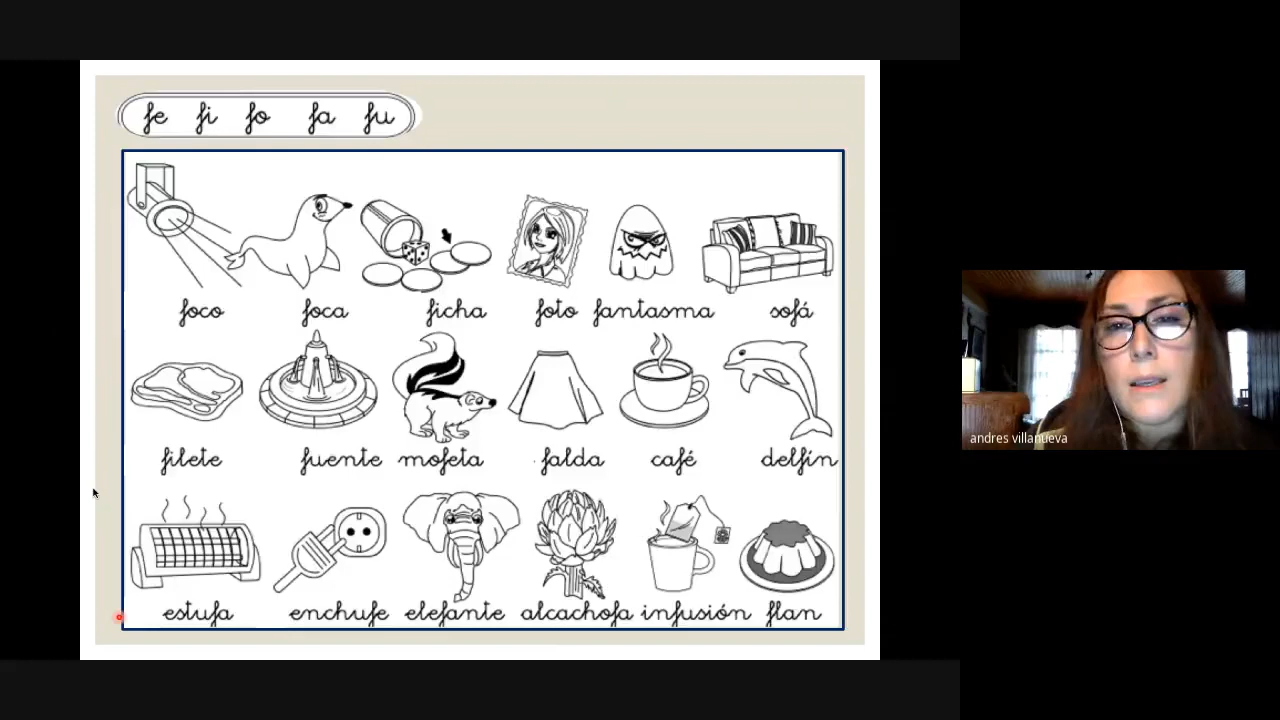 fe fi fo fa fu
foco foca ficha foto fantasma sofá
filete fuente mofeta falda café delfín
estufa enchufe elefante alcachofa infusión flan
andres villanueva